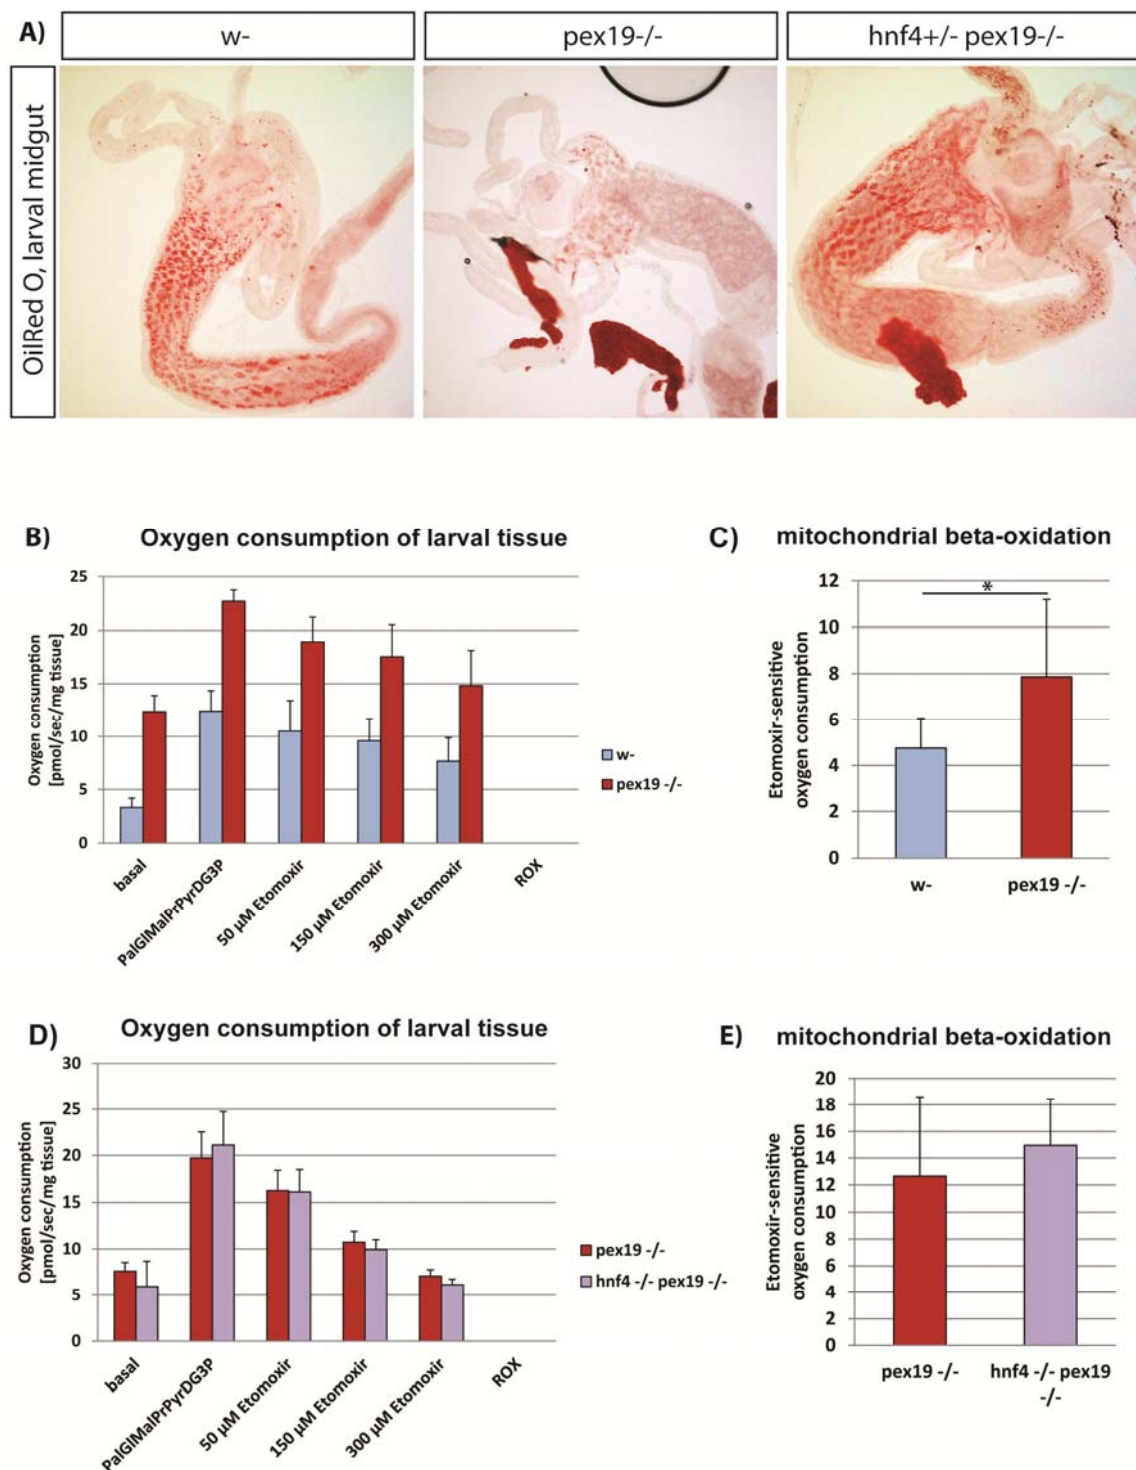 A)
w-
pex19-/-
hnf4+/- pex19-/-
OilRed O, larval midgut
B)
Oxygen consumption of larval tissue
Oxygen consumption
[pmol/sec/mg tissue]
25
20
15
10
5
0
basal
PalGlMalPrPyrDG3P
50 µM Etomoxir
150 µM Etomoxir
300 µM Etomoxir
ROX
w-
pex19 -/-
C)
mitochondrial beta-oxidation
Etomoxir-sensitive
oxygen consumption
12
10
8
6
4
2
0
*
w-
pex19 -/-
D)
Oxygen consumption of larval tissue
Oxygen consumption
[pmol/sec/mg tissue]
30
25
20
15
10
5
0
basal
PalGlMalPrPyrDG3P
50 µM Etomoxir
150 µM Etomoxir
300 µM Etomoxir
ROX
pex19 -/-
hnf4 -/- pex19 -/-
E)
mitochondrial beta-oxidation
Etomoxir-sensitive
oxygen consumption
20
18
16
14
12
10
8
6
4
2
0
pex19 -/-
hnf4 -/- pex19
-/-